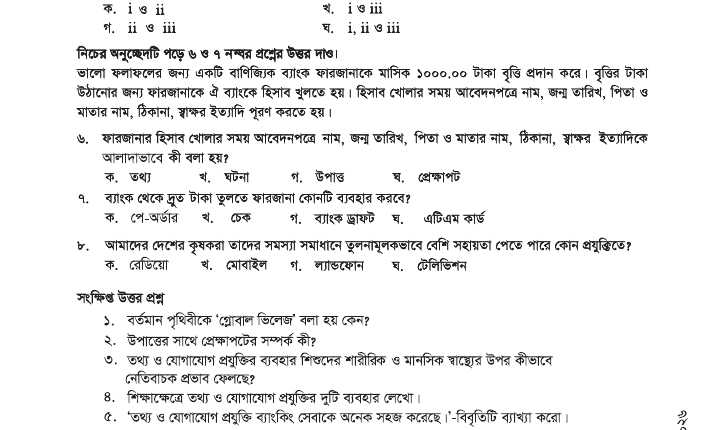 ক. i ও ii খ. i ও iii
গ. ii ও iii ঘ. i, ii ও iii
নিচের অনুচ্ছেদটি পড়ে ৬ ও ৭ নম্বর প্রশ্নের উত্তর দাও।
ভালো ফলাফলের জন্য একটি বাণিজ্যিক ব্যাংক ফারজানাকে মাসিক ১০০০.০০ টাকা বৃত্তি প্রদান করে। বৃত্তির টাকা
উঠানোর জন্য ফারজানাকে ঐ ব্যাংকে হিসাব খুলতে হয়। হিসাব খোলার সময় আবেদনপত্রে নাম, জন্ম তারিখ, পিতা ও
মাতার নাম, ঠিকানা, স্বাক্ষর ইত্যাদি পূরণ করতে হয়।
৬. ফারজানার হিসাব খোলার সময় আবেদনপত্রে নাম, জন্ম তারিখ, পিতা ও মাতার নাম, ঠিকানা, স্বাক্ষর ইত্যাদিকে
আলাদাভাবে কী বলা হয়?
ক. তথ্য খ. ঘটনা গ. উপাত্ত ঘ. প্রেক্ষাপট
৭. ব্যাংক থেকে দ্রুত টাকা তুলতে ফারজানা কোনটি ব্যবহার করবে?
ক. পে-অর্ডার খ. চেক গ. ব্যাংক ড্রাফট ঘ. এটিএম কার্ড
৮. আমাদের দেশের কৃষকরা তাদের সমস্যা সমাধানে তুলনামূলকভাবে বেশি সহায়তা পেতে পারে কোন প্রযুক্তিতে?
ক. রেডিয়ো খ. মোবাইল গ. ল্যান্ডফোন ঘ. টেলিভিশন
সংক্ষিপ্ত উত্তর প্রশ্ন
১. বর্তমান পৃথিবীকে ‘গ্লোবাল ভিলেজ’ বলা হয় কেন?
২. উপাত্তের সাথে প্রেক্ষাপটের সম্পর্ক কী?
৩. তথ্য ও যোগাযোগ প্রযুক্তির ব্যবহার শিশুদের শারীরিক ও মানসিক স্বাস্থ্যের উপর কীভাবে
নেতিবাচক প্রভাব ফেলছে?
৪. শিক্ষাক্ষেত্রে তথ্য ও যোগাযোগ প্রযুক্তির দুটি ব্যবহার লেখো।
৫. ‘তথ্য ও যোগাযোগ প্রযুক্তি ব্যাংকিং সেবাকে অনেক সহজ করেছে।’-বিবৃতিটি ব্যাখ্যা করো।